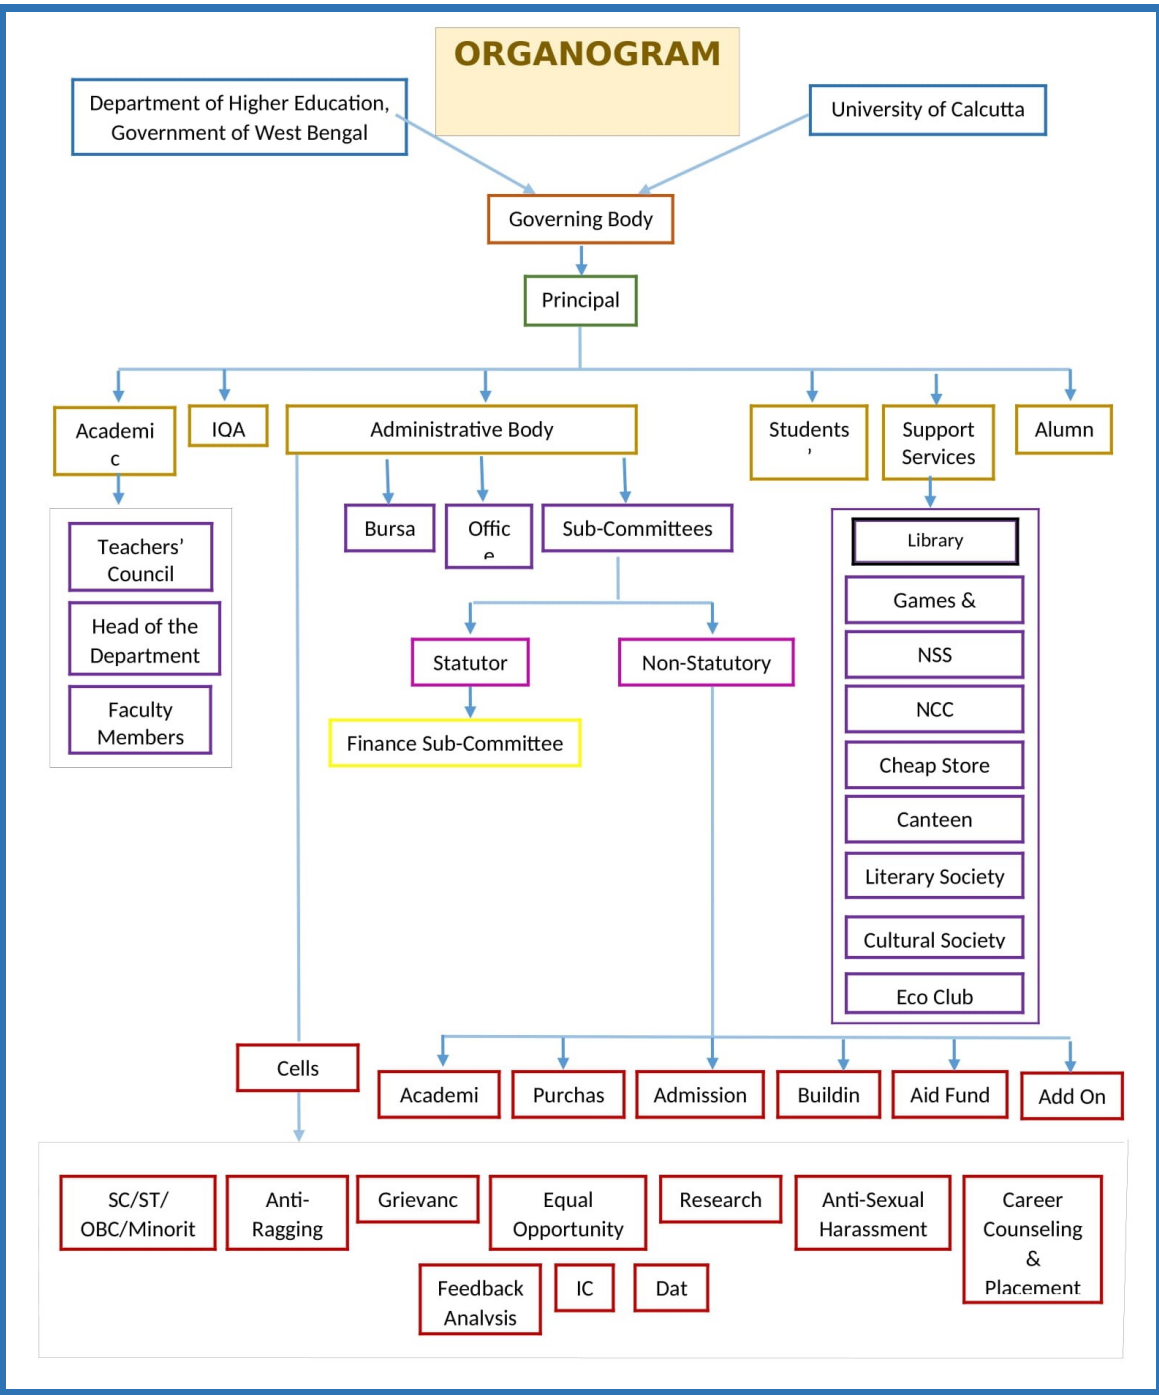 ORGANOGRAM
Department of Higher Education,
Government of West Bengal
University of Calcutta
Governing Body
Principal
Academi
c
IQA
Administrative Body
Students
’
Support
Services
Alumn
Bursa
Offic
e
Sub-Committees
Teachers’
Council
Head of the
Department
Faculty
Members
Statutor
Non-Statutory
Finance Sub-Committee
Library
Games &
NSS
NCC
Cheap Store
Canteen
Literary Society
Cultural Society
Eco Club
Cells
Academi
Purchas
Admission
Buildin
Aid Fund
Add On
SC/ST/
OBC/Minorit
Anti-
Ragging
Grievanc
Equal
Opportunity
Research
Anti-Sexual
Harassment
Career
Counseling
&
Placement
Feedback
Analysis
IC
Dat